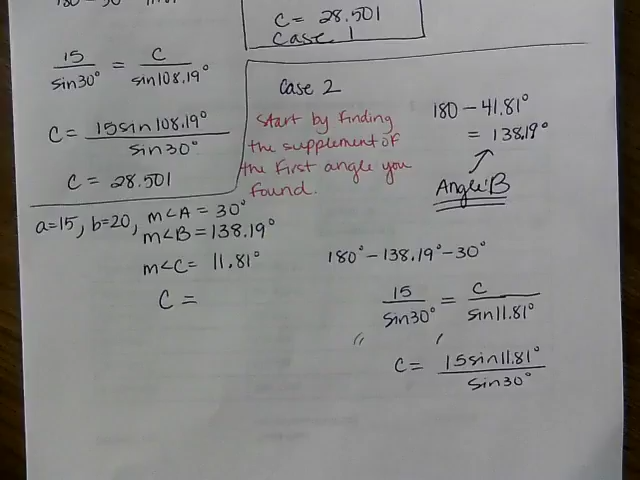 C = 28.501
Case 1
15 / sin30° = C / sin108.19°
C = 15sin108.19° / sin30°
C = 28.501
Case 2
Start by finding
the supplement of
the first angle you
found.
180 - 41.81°
= 138.19°
Angle B
a=15, b=20, m<A = 30°
m<B = 138.19°
m<C = 11.81°
C =
180° - 138.19° - 30°
15 / sin30° = C / sin11.81°
C = 15sin11.81° / sin30°